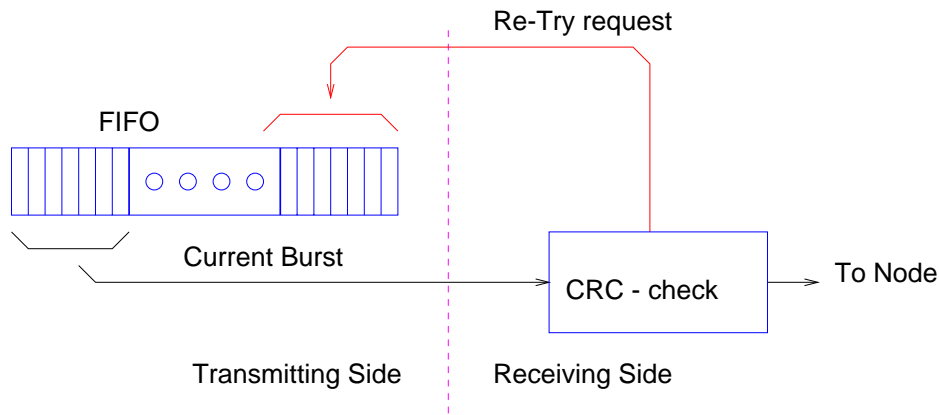 Re-Try request
FIFO
Current Burst
CRC - check
To Node
Transmitting Side
Receiving Side